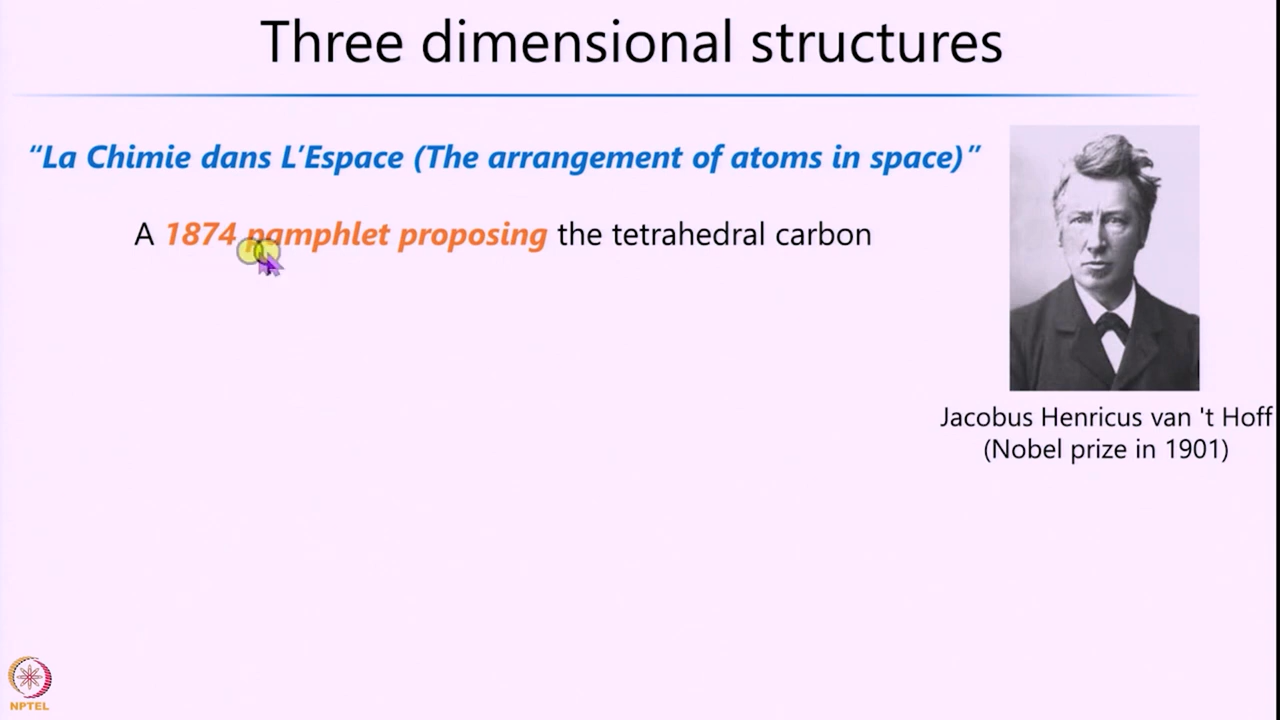 Three dimensional structures
“La Chimie dans L’Espace (The arrangement of atoms in space)”
A 1874 pamphlet proposing the tetrahedral carbon
Jacobus Henricus van 't Hoff
(Nobel prize in 1901)
NPTEL